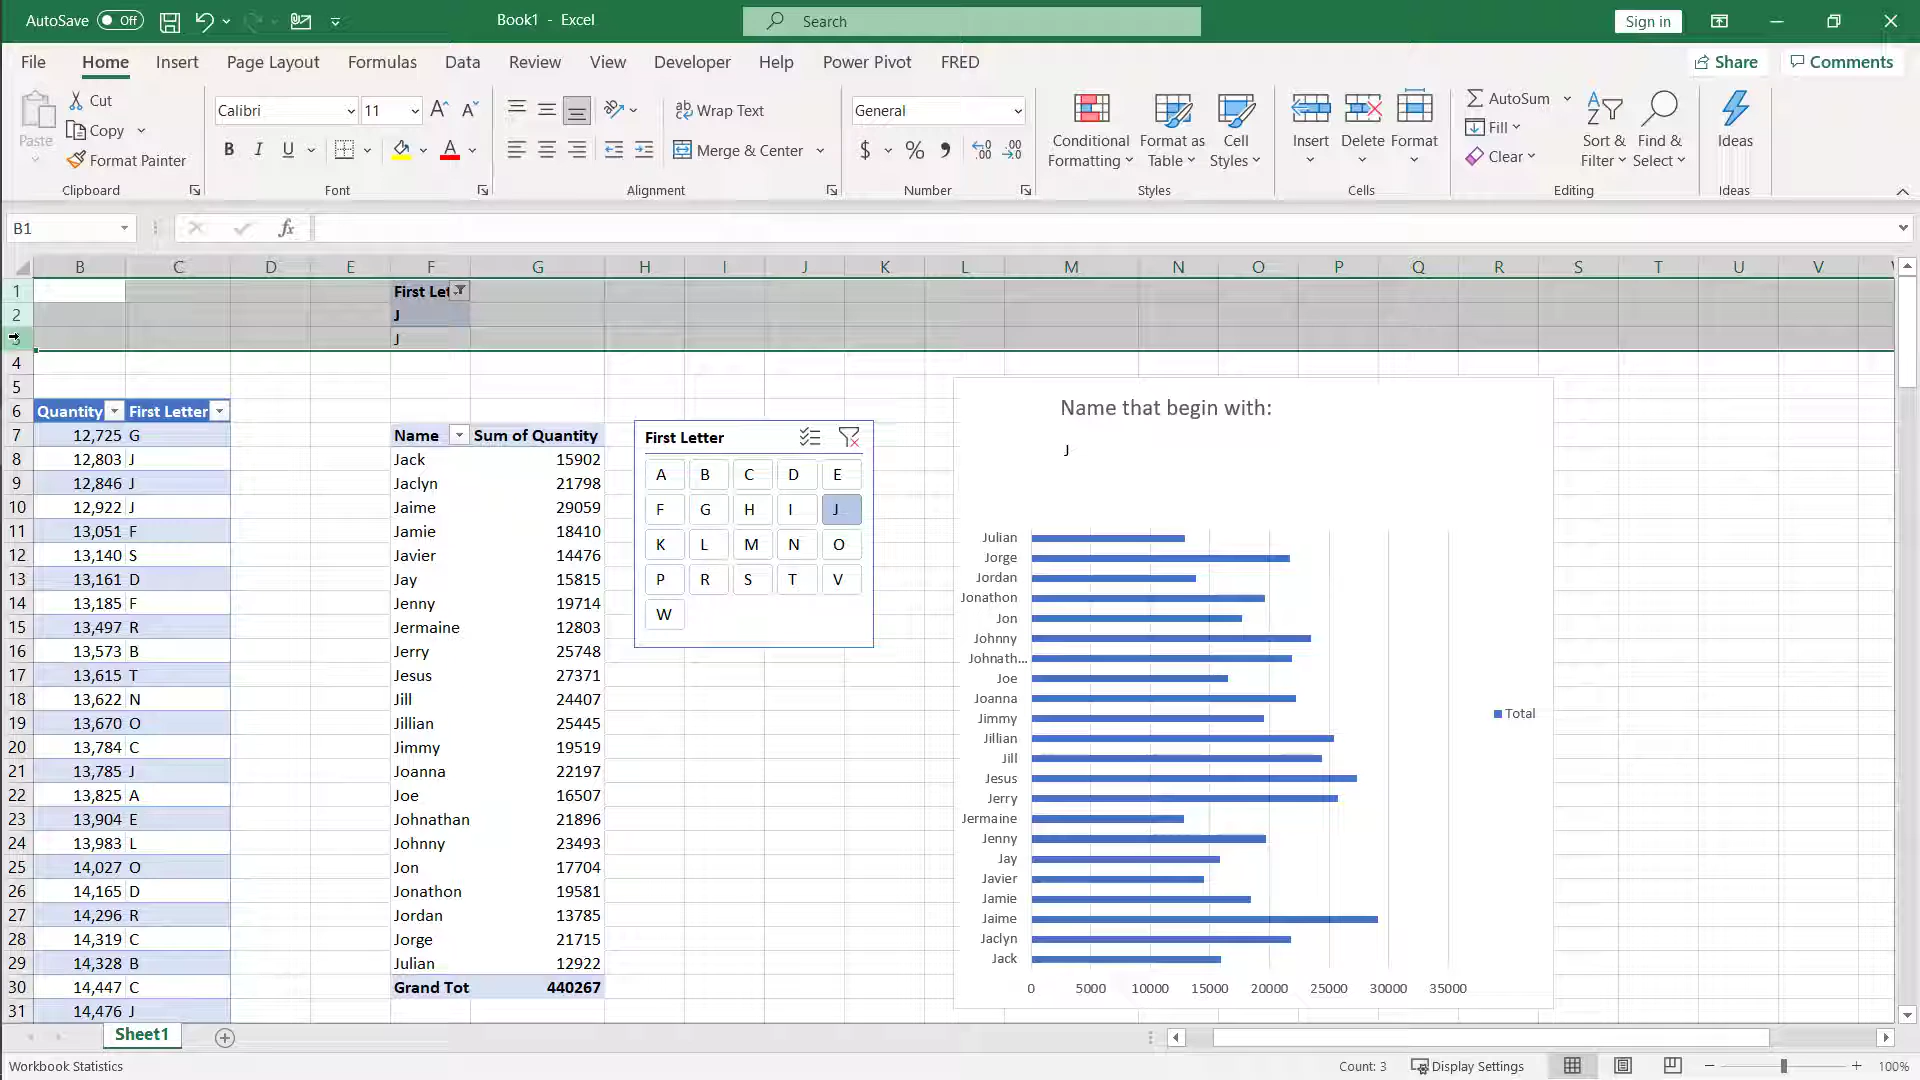 AutoSave Off
Book1 - Excel
Search
Sign in
File Home Insert Page Layout Formulas Data Review View Developer Help Power Pivot FRED
Share Comments
Paste
Cut
Copy
Format Painter
Clipboard
Calibri 11
B I U
Font
Wrap Text
Merge & Center
Alignment
General
$ % 9
Number
Conditional Formatting
Format as Table
Cell Styles
Styles
Insert Delete Format
Cells
AutoSum
Fill
Clear
Sort & Filter
Find & Select
Editing
Ideas
Ideas
B1
fx
B C D E F G H I J K L M N O P Q R S T U V
1 First Let
2 J
J
4
5
6 Quantity First Letter
7 12,725 G Name Sum of Quantity
8 12,803 J Jack 15902
9 12,846 J Jaclyn 21798
10 12,922 J Jaime 29059
11 13,051 F Jamie 18410
12 13,140 S Javier 14476
13 13,161 D Jay 15815
14 13,185 F Jenny 19714
15 13,497 R Jermaine 12803
16 13,573 B Jerry 25748
17 13,615 T Jesus 27371
18 13,622 N Jill 24407
19 13,670 O Jillian 25445
20 13,784 C Jimmy 19519
21 13,785 J Joanna 22197
22 13,825 A Joe 16507
23 13,904 E Johnathan 21896
24 13,983 L Johnny 23493
25 14,027 O Jon 17704
26 14,165 D Jonathon 19581
27 14,296 R Jordan 13785
28 14,319 C Jorge 21715
29 14,328 B Julian 12922
30 14,447 C Grand Tot 440267
31 14,476 J
First Letter
A B C D E
F G H I J
K L M N O
P R S T V
W
Name that begin with:
J
Julian
Jorge
Jordan
Jonathon
Jon
Johnny
Johnath...
Joe
Joanna
Jimmy
Jillian
Jill
Jesus
Jerry
Jermaine
Jenny
Jay
Javier
Jamie
Jaime
Jaclyn
Jack
0 5000 10000 15000 20000 25000 30000 35000
Total
Sheet1
Workbook Statistics
Count: 3
Display Settings
100%